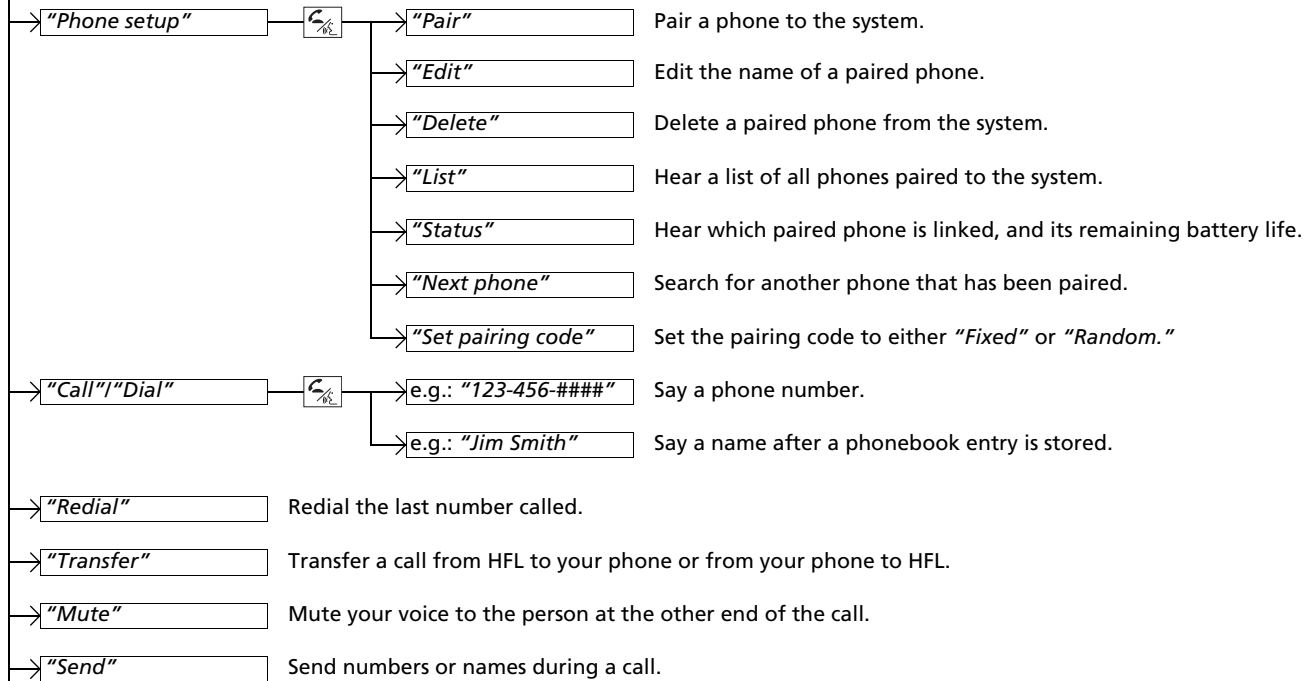 "Phone setup" "Pair" Pair a phone to the system.
"Edit" Edit the name of a paired phone.
"Delete" Delete a paired phone from the system.
"List" Hear a list of all phones paired to the system.
"Status" Hear which paired phone is linked, and its remaining battery life.
"Next phone" Search for another phone that has been paired.
"Set pairing code" Set the pairing code to either "Fixed" or "Random."
"Call"/"Dial" e.g.: "123-456-####" Say a phone number.
e.g.: "Jim Smith" Say a name after a phonebook entry is stored.
"Redial" Redial the last number called.
"Transfer" Transfer a call from HFL to your phone or from your phone to HFL.
"Mute" Mute your voice to the person at the other end of the call.
"Send" Send numbers or names during a call.